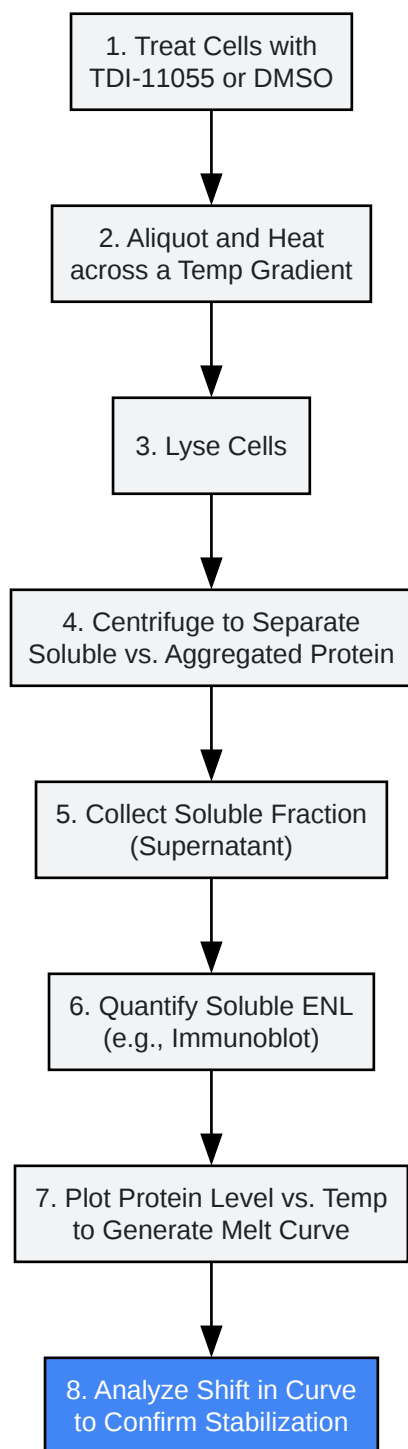 1. Treat Cells with
TDI-11055 or DMSO
2. Aliquot and Heat
across a Temp Gradient
3. Lyse Cells
4. Centrifuge to Separate
Soluble vs. Aggregated Protein
5. Collect Soluble Fraction
(Supernatant)
6. Quantify Soluble ENL
(e.g., Immunoblot)
7. Plot Protein Level vs. Temp
to Generate Melt Curve
8. Analyze Shift in Curve
to Confirm Stabilization